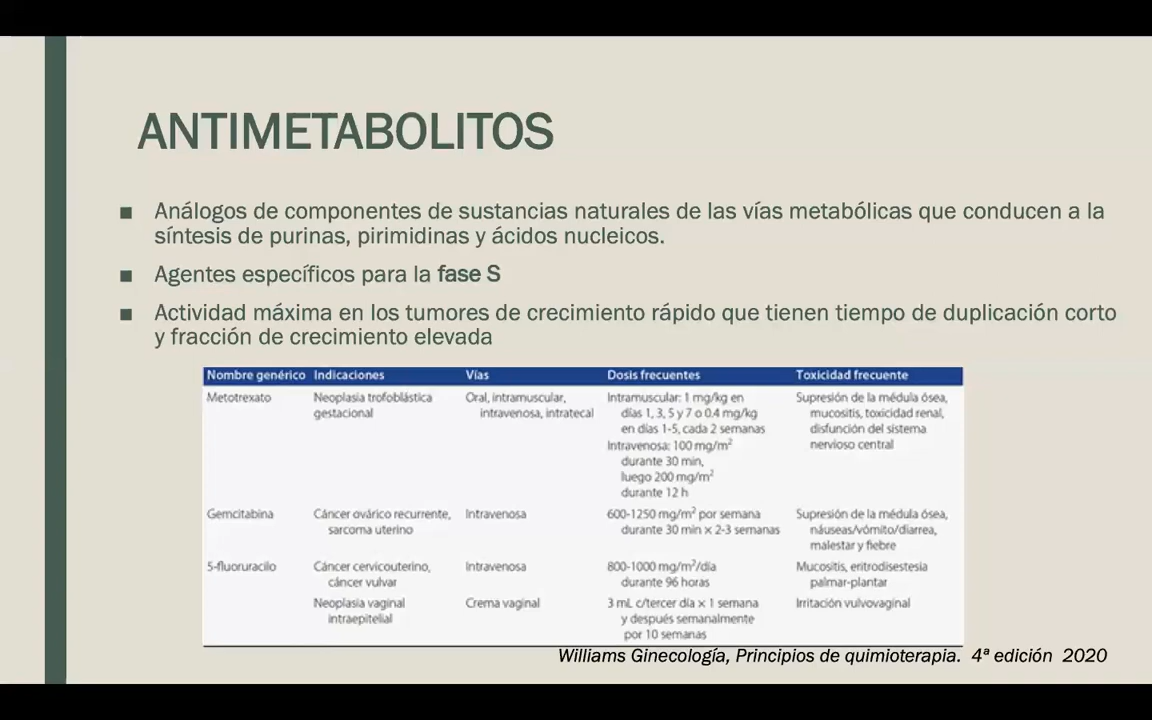 ANTIMETABOLITOS
■ Análogos de componentes de sustancias naturales de las vías metabólicas que conducen a la
síntesis de purinas, pirimidinas y ácidos nucleicos.
■ Agentes específicos para la fase S
■ Actividad máxima en los tumores de crecimiento rápido que tienen tiempo de duplicación corto
y fracción de crecimiento elevada
Nombre genérico Indicaciones Vías Dosis frecuentes Toxicidad frecuente
Metotrexato Neoplasia trofoblástica Oral, intramuscular, Intramuscular: 1 mg/kg en Supresión de la médula ósea,
gestacional intravenosa, intratecal días 1, 3, 5 y 7 o 0.4 mg/kg mucositis, toxicidad renal,
en días 1-5, cada 2 semanas disfunción del sistema
Intravenosa: 100 mg/m² nervioso central
durante 30 min,
luego 200 mg/m²
durante 12 h
Gemcitabina Cáncer ovárico recurrente, Intravenosa 600-1250 mg/m² por semana Supresión de la médula ósea,
sarcoma uterino durante 30 min × 2-3 semanas náuseas/vómito/diarrea,
malestar y fiebre
5-fluoruracilo Cáncer cervicouterino, Intravenosa 800-1000 mg/m²/día Mucositis, eritrodisestesia
cáncer vulvar durante 96 horas palmar-plantar
Neoplasia vaginal Crema vaginal 3 mL c/tercer día × 1 semana Irritación vulvovaginal
intraepitelial y después semanalmente
por 10 semanas
Williams Ginecología, Principios de quimioterapia. 4ª edición 2020